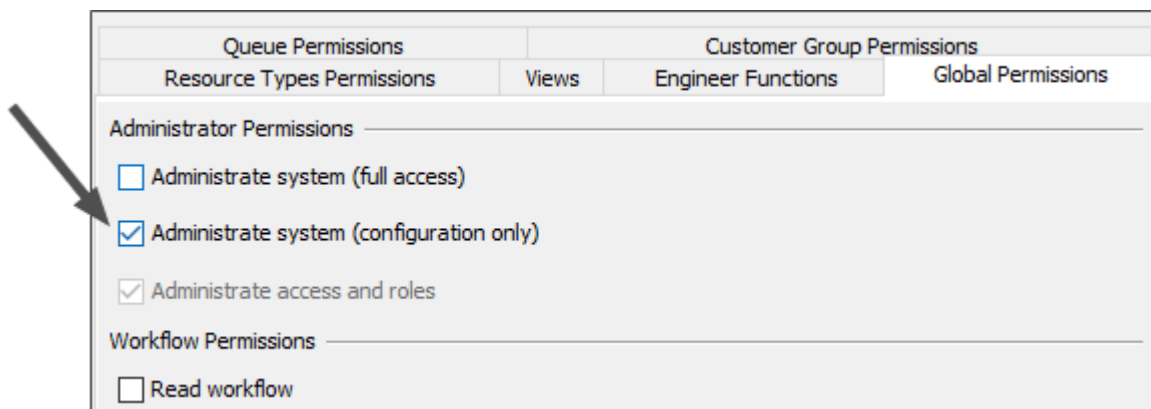 Queue Permissions Customer Group Permissions
Resource Types Permissions Views Engineer Functions Global Permissions
Administrator Permissions
Administrate system (full access)
Administrate system (configuration only)
Administrate access and roles
Workflow Permissions
Read workflow